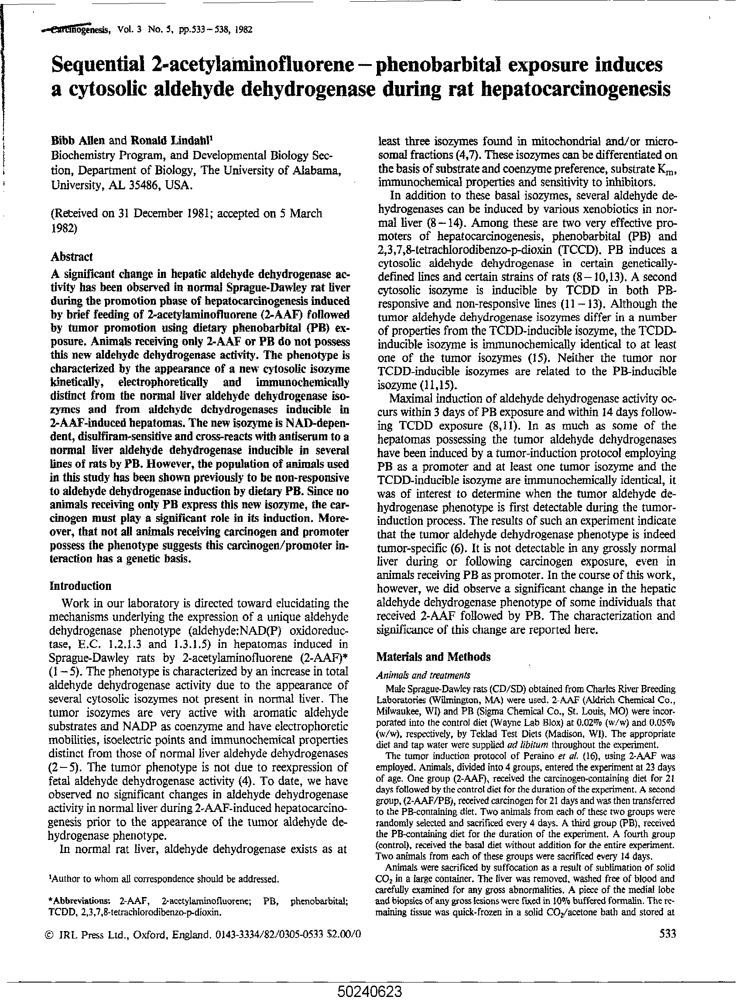 Carcinogenesis, Vol. 3 No. 5, pp.533–538, 1982
Sequential 2-acetylaminofluorene – phenobarbital exposure induces
a cytosolic aldehyde dehydrogenase during rat hepatocarcinogenesis
Bibb Allen and Ronald Lindahl¹
Biochemistry Program, and Developmental Biology Sec-
tion, Department of Biology, The University of Alabama,
University, AL 35486, USA.
(Received on 31 December 1981; accepted on 5 March
1982)
Abstract
A significant change in hepatic aldehyde dehydrogenase ac-
tivity has been observed in normal Sprague-Dawley rat liver
during the promotion phase of hepatocarcinogenesis induced
by brief feeding of 2-acetylaminofluorene (2-AAF) followed
by tumor promotion using dietary phenobarbital (PB) ex-
posure. Animals receiving only 2-AAF or PB do not possess
this new aldehyde dehydrogenase activity. The phenotype is
characterized by the appearance of a new cytosolic isozyme
kinetically, electrophoretically and immunochemically
distinct from the normal liver aldehyde dehydrogenase iso-
zymes and from aldehyde dehydrogenases inducible in
2-AAF-induced hepatomas. The new isozyme is NAD-depen-
dent, disulfiram-sensitive and cross-reacts with antiserum to a
normal liver aldehyde dehydrogenase inducible in several
lines of rats by PB. However, the population of animals used
in this study has been shown previously to be non-responsive
to aldehyde dehydrogenase induction by dietary PB. Since no
animals receiving only PB express this new isozyme, the car-
cinogen must play a significant role in its induction. More-
over, that not all animals receiving carcinogen and promoter
possess the phenotype suggests this carcinogen/promoter in-
teraction has a genetic basis.
Introduction
Work in our laboratory is directed toward elucidating the
mechanisms underlying the expression of a unique aldehyde
dehydrogenase phenotype (aldehyde:NAD(P) oxidoreduc-
tase, E.C. 1.2.1.3 and 1.3.1.5) in hepatomas induced in
Sprague-Dawley rats by 2-acetylaminofluorene (2-AAF)*
(1–5). The phenotype is characterized by an increase in total
aldehyde dehydrogenase activity due to the appearance of
several cytosolic isozymes not present in normal liver. The
tumor isozymes are very active with aromatic aldehyde
substrates and NADP as coenzyme and have electrophoretic
mobilities, isoelectric points and immunochemical properties
distinct from those of normal liver aldehyde dehydrogenases
(2–5). The tumor phenotype is not due to reexpression of
fetal aldehyde dehydrogenase activity (4). To date, we have
observed no significant changes in aldehyde dehydrogenase
activity in normal liver during 2-AAF-induced hepatocarcino-
genesis prior to the appearance of the tumor aldehyde de-
hydrogenase phenotype.
In normal rat liver, aldehyde dehydrogenase exists as at
¹Author to whom all correspondence should be addressed.
*Abbreviations: 2-AAF, 2-acetylaminofluorene; PB, phenobarbital;
TCDD, 2,3,7,8-tetrachlorodibenzo-p-dioxin.
© IRL Press Ltd., Oxford, England. 0143-3334/82/0305-0533 $2.00/0
least three isozymes found in mitochondrial and/or micro-
somal fractions (4,7). These isozymes can be differentiated on
the basis of substrate and coenzyme preference, substrate Km,
immunochemical properties and sensitivity to inhibitors.
In addition to these basal isozymes, several aldehyde de-
hydrogenases can be induced by various xenobiotics in nor-
mal liver (8–14). Among these are two very effective pro-
moters of hepatocarcinogenesis, phenobarbital (PB) and
2,3,7,8-tetrachlorodibenzo-p-dioxin (TCCD). PB induces a
cytosolic aldehyde dehydrogenase in certain genetically-
defined lines and certain strains of rats (8–10,13). A second
cytosolic isozyme is inducible by TCDD in both PB-
responsive and non-responsive lines (11–13). Although the
tumor aldehyde dehydrogenase isozymes differ in a number
of properties from the TCDD-inducible isozyme, the TCDD-
inducible isozyme is immunochemically identical to at least
one of the tumor isozymes (15). Neither the tumor nor
TCDD-inducible isozymes are related to the PB-inducible
isozyme (11,15).
Maximal induction of aldehyde dehydrogenase activity oc-
curs within 3 days of PB exposure and within 14 days follow-
ing TCDD exposure (8,11). In as much as some of the
hepatomas possessing the tumor aldehyde dehydrogenases
have been induced by a tumor-induction protocol employing
PB as a promoter and at least one tumor isozyme and the
TCDD-inducible isozyme are immunochemically identical, it
was of interest to determine when the tumor aldehyde de-
hydrogenase phenotype is first detectable during the tumor-
induction process. The results of such an experiment indicate
that the tumor aldehyde dehydrogenase phenotype is indeed
tumor-specific (6). It is not detectable in any grossly normal
liver during or following carcinogen exposure, even in
animals receiving PB as promoter. In the course of this work,
however, we did observe a significant change in the hepatic
aldehyde dehydrogenase phenotype of some individuals that
received 2-AAF followed by PB. The characterization and
significance of this change are reported here.
Materials and Methods
Animals and treatments
Male Sprague-Dawley rats (CD/SD) obtained from Charles River Breeding
Laboratories (Wilmington, MA) were used. 2-AAF (Aldrich Chemical Co.,
Milwaukee, WI) and PB (Sigma Chemical Co., St. Louis, MO) were incor-
porated into the control diet (Wayne Lab Blox) at 0.02% (w/w) and 0.05%
(w/w), respectively, by Teklad Test Diets (Madison, WI). The appropriate
diet and tap water were supplied ad libitum throughout the experiment.
The tumor induction protocol of Peraino et al. (16), using 2-AAF was
employed. Animals, divided into 4 groups, entered the experiment at 23 days
of age. One group (2-AAF), received the carcinogen-containing diet for 21
days followed by the control diet for the duration of the experiment. A second
group, (2-AAF/PB), received carcinogen for 21 days and was then transferred
to the PB-containing diet. Two animals from each of these two groups were
randomly selected and sacrificed every 4 days. A third group (PB), received
the PB-containing diet for the duration of the experiment. A fourth group
(control), received the basal diet without addition for the entire experiment.
Two animals from each of these groups were sacrificed every 14 days.
Animals were sacrificed by suffocation as a result of sublimation of solid
CO₂ in a large container. The liver was removed, washed free of blood and
carefully examined for any gross abnormalities. A piece of the medial lobe
and biopsies of any gross lesions were fixed in 10% buffered formalin. The re-
maining tissue was quick-frozen in a solid CO₂/acetone bath and stored at
533
50240623